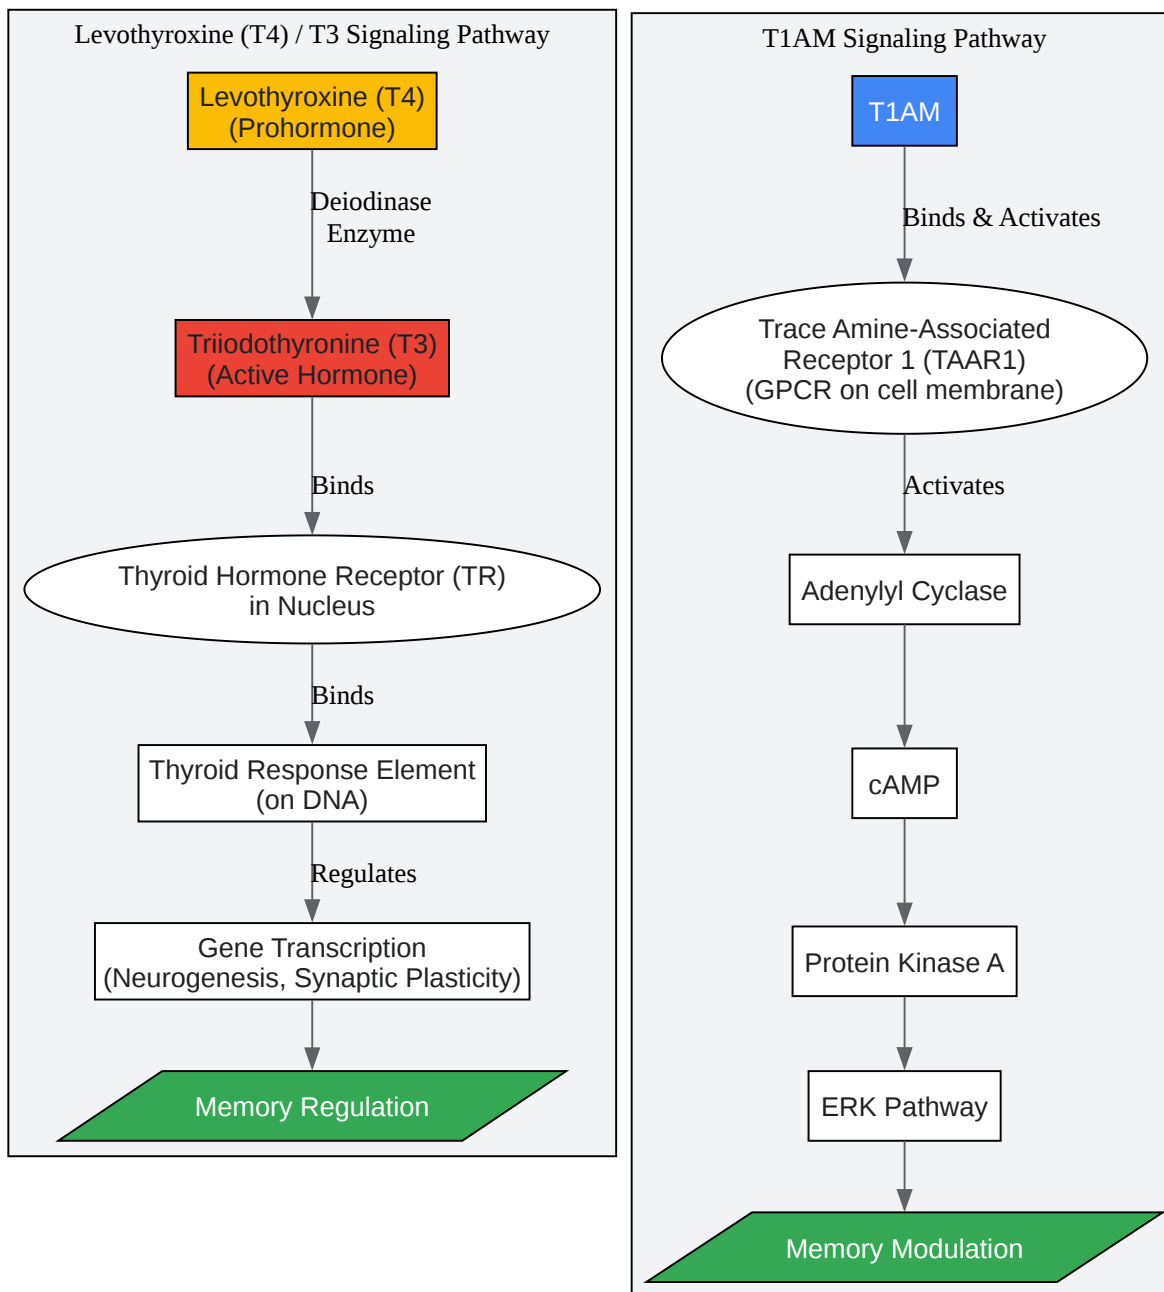 Levothyroxine (T4) / T3 Signaling Pathway
Levothyroxine (T4)
(Prohormone)
Deiodinase
Enzyme
Triiodothyronine (T3)
(Active Hormone)
Binds
Thyroid Hormone Receptor (TR)
in Nucleus
Binds
Thyroid Response Element
(on DNA)
Regulates
Gene Transcription
(Neurogenesis, Synaptic Plasticity)
Memory Regulation
T1AM Signaling Pathway
T1AM
Binds & Activates
Trace Amine-Associated
Receptor 1 (TAAR1)
(GPCR on cell membrane)
Activates
Adenylyl Cyclase
cAMP
Protein Kinase A
ERK Pathway
Memory Modulation